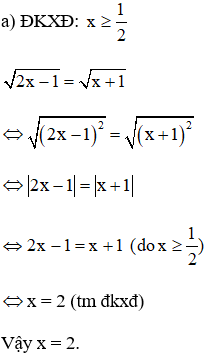 a) ĐKXĐ: x ≥ 1/2
√(2x − 1) = √(x + 1)
⇔ √((2x − 1)²) = √((x + 1)²)
⇔ |2x − 1| = |x + 1|
⇔ 2x − 1 = x + 1 (do x ≥ 1/2)
⇔ x = 2 (tm đkxđ)
Vậy x = 2.